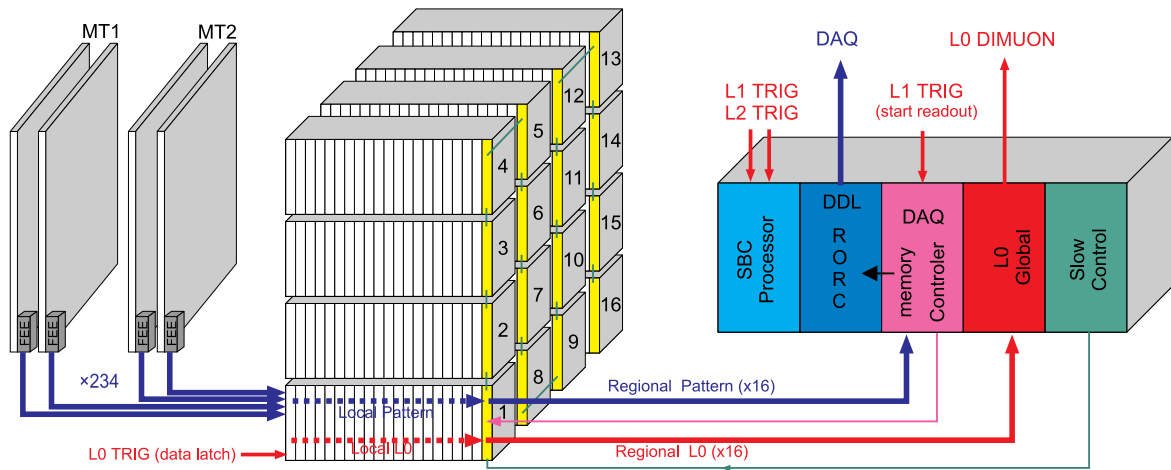 MT1
MT2
FEE
FEE
FEE
FEE
×234
L0 TRIG (data latch)
Local Pattern
Local L0
1
2
3
4
5
6
7
8
9
10
11
12
13
14
15
16
Regional Pattern (x16)
Regional L0 (x16)
DAQ
L0 DIMUON
L1 TRIG
L2 TRIG
L1 TRIG
(start readout)
SBC
Processor
DDL
R
O
R
C
DAQ
memory
Controler
L0
Global
Slow
Control